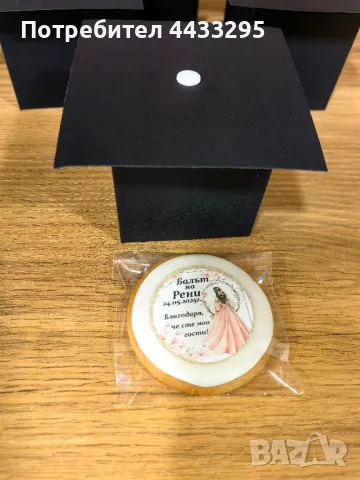 Потребител 4433295
Балът
на
Рени
24.05.2025г.
Благодаря,
че сте мои
гости!
BAZAR